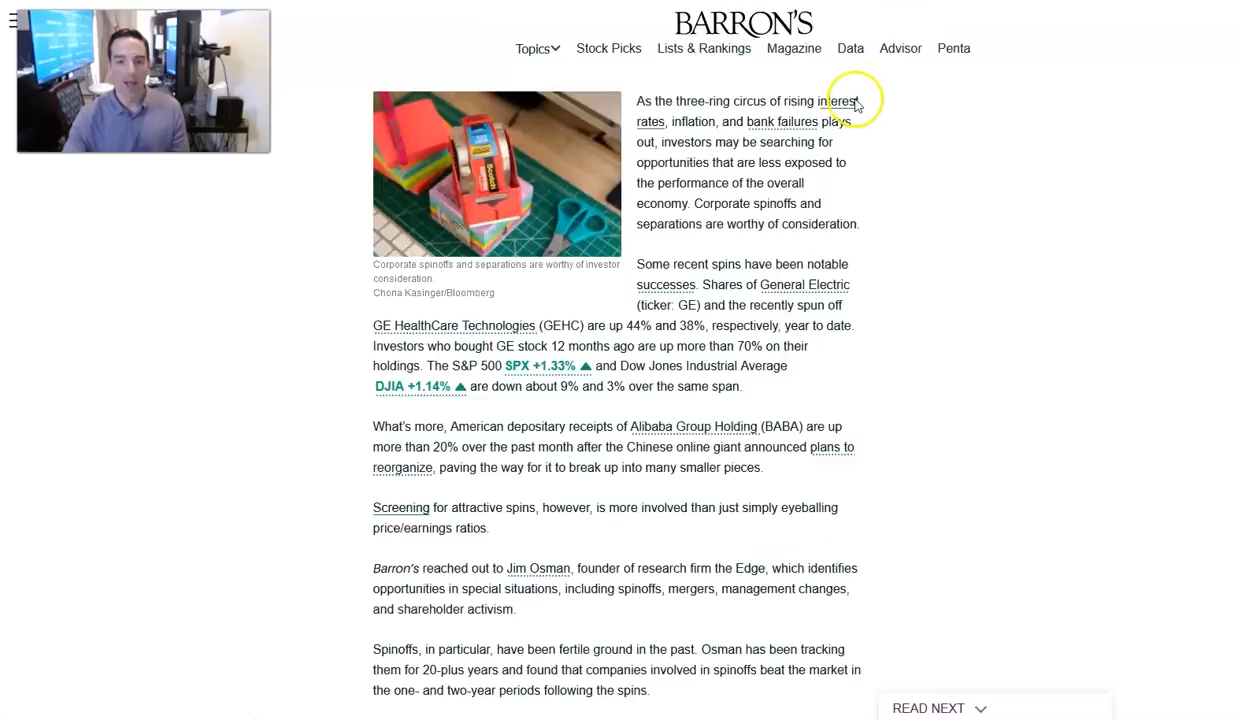 BARRON'S
Topics
Stock Picks
Lists & Rankings
Magazine
Data
Advisor
Penta
Scotch
Corporate spinoffs and separations are worthy of investor
consideration.
Chona Kasinger/Bloomberg
As the three-ring circus of rising interest
rates, inflation, and bank failures plays
out, investors may be searching for
opportunities that are less exposed to
the performance of the overall
economy. Corporate spinoffs and
separations are worthy of consideration.
Some recent spins have been notable
successes. Shares of General Electric
(ticker: GE) and the recently spun off
GE HealthCare Technologies (GEHC) are up 44% and 38%, respectively, year to date.
Investors who bought GE stock 12 months ago are up more than 70% on their
holdings. The S&P 500 SPX +1.33% ▲ and Dow Jones Industrial Average
DJIA +1.14% ▲ are down about 9% and 3% over the same span.
What's more, American depositary receipts of Alibaba Group Holding (BABA) are up
more than 20% over the past month after the Chinese online giant announced plans to
reorganize, paving the way for it to break up into many smaller pieces.
Screening for attractive spins, however, is more involved than just simply eyeballing
price/earnings ratios.
Barron's reached out to Jim Osman, founder of research firm the Edge, which identifies
opportunities in special situations, including spinoffs, mergers, management changes,
and shareholder activism.
Spinoffs, in particular, have been fertile ground in the past. Osman has been tracking
them for 20-plus years and found that companies involved in spinoffs beat the market in
the one- and two-year periods following the spins.
READ NEXT